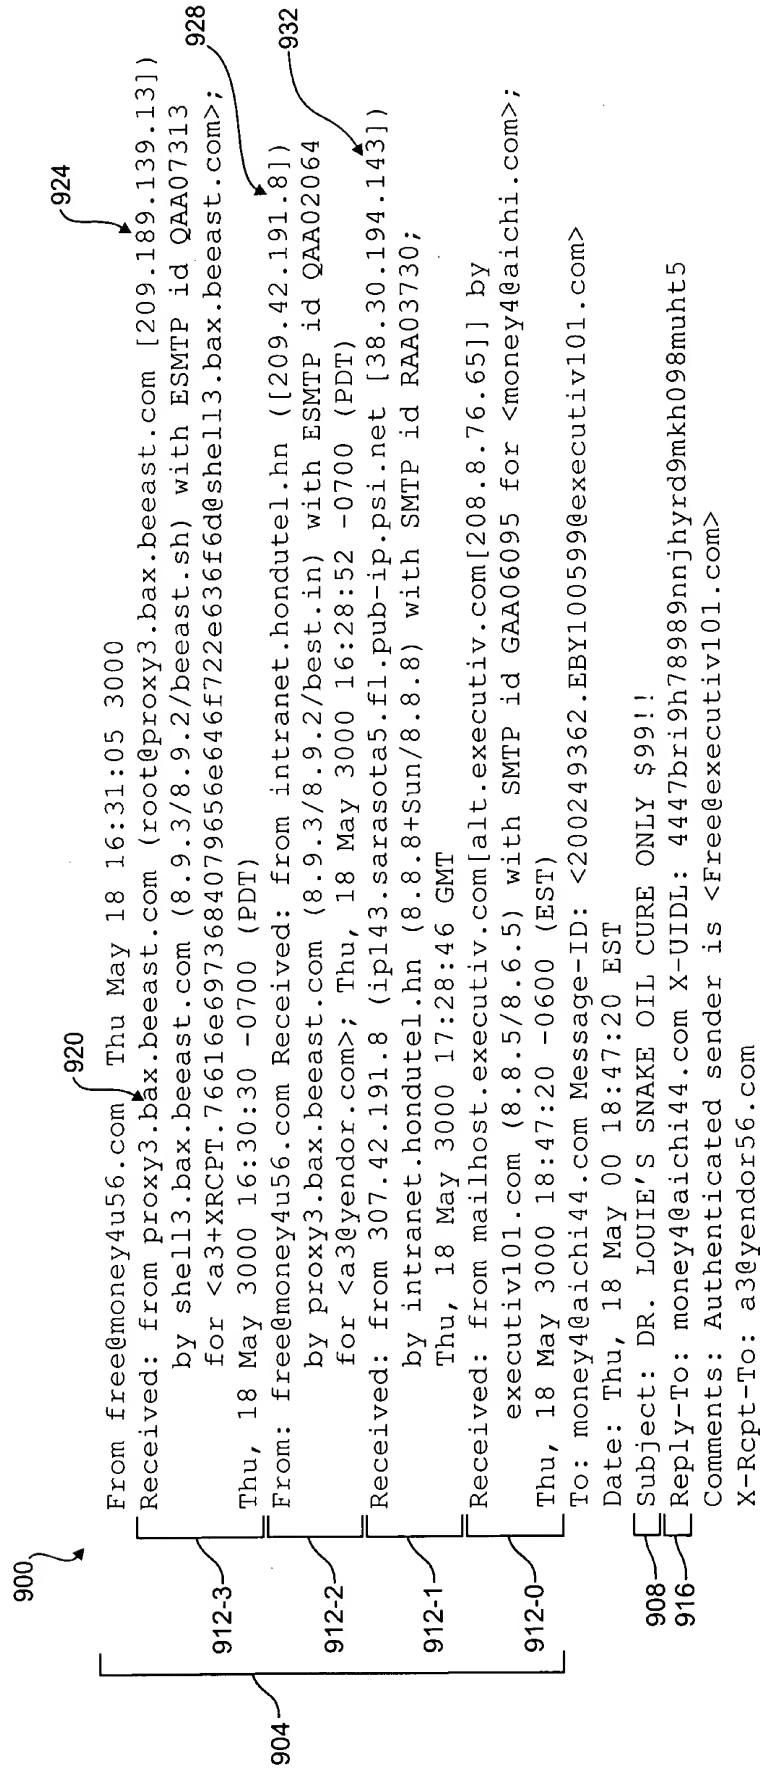 900
924
928
932
920
From free@money4u56.com Thu May 18 16:31:05 3000
Received: from proxy3.bax.beeast.com (root@proxy3.bax.beeast.com [209.189.139.13])
by shell3.bax.beeast.com (8.9.3/8.9.2/beeast.sh) with ESMTP id QAA07313
for <a3+XRCPT.76616e6973684079656e646f722e636f6d@shell3.bax.beeast.com>;
Thu, 18 May 3000 16:30:30 -0700 (PDT)
From: free@money4u56.com Received: from intranet.hondutel.hn ([209.42.191.8])
by proxy3.bax.beeast.com (8.9.3/8.9.2/best.in) with ESMTP id QAA02064
for <a3@yendor.com>; Thu, 18 May 3000 16:28:52 -0700 (PDT)
Received: from 307.42.191.8 (ip143.sarasota5.fl.pub-ip.psi.net [38.30.194.143])
by intranet.hondutel.hn (8.8.8+Sun/8.8.8) with SMTP id RAA03730;
Thu, 18 May 3000 17:28:46 GMT
Received: from mailhost.executiv.com[alt.executiv.com[208.8.76.65]] by
executiv101.com (8.8.5/8.6.5) with SMTP id GAA06095 for <money4@aichi.com>;
Thu, 18 May 3000 18:47:20 -0600 (EST)
To: money4@aichi44.com Message-ID: <200249362.EBY100599@executiv101.com>
Date: Thu, 18 May 00 18:47:20 EST
Subject: DR. LOUIE'S SNAKE OIL CURE ONLY $99!!
Reply-To: money4@aichi44.com X-UIDL: 4447bri9h78989nnjhyrd9mkh098muht5
Comments: Authenticated sender is <Free@executiv101.com>
X-Rcpt-To: a3@yendor56.com
912-3
912-2
912-1
912-0
908
916
904